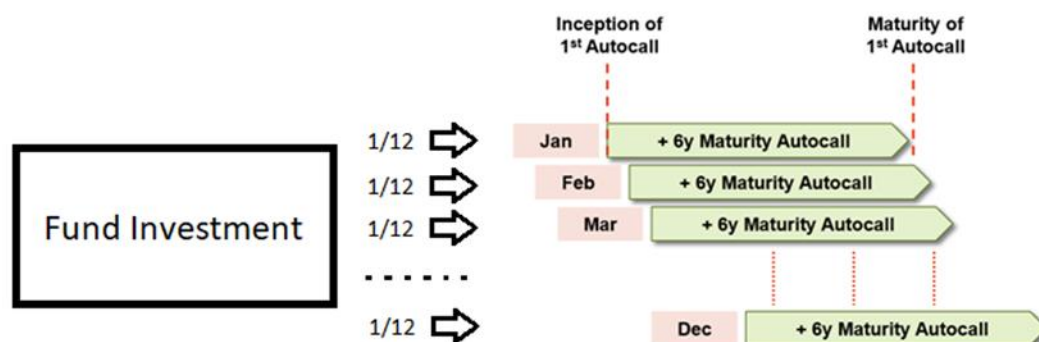 Inception of
1st Autocall
Maturity of
1st Autocall
Fund Investment
1/12
Jan
+ 6y Maturity Autocall
1/12
Feb
+ 6y Maturity Autocall
1/12
Mar
+ 6y Maturity Autocall
1/12
Dec
+ 6y Maturity Autocall